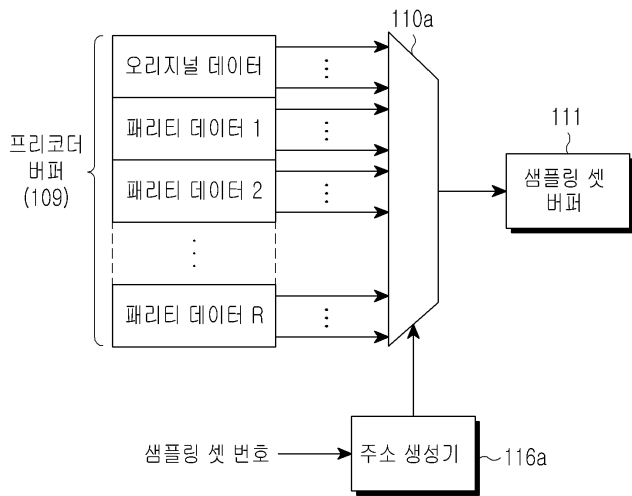 110a
오리지널 데이터
패리티 데이터 1
패리티 데이터 2
패리티 데이터 R
프리코더
버퍼
(109)
111
샘플링 셋
버퍼
샘플링 셋 번호
주소 생성기
116a